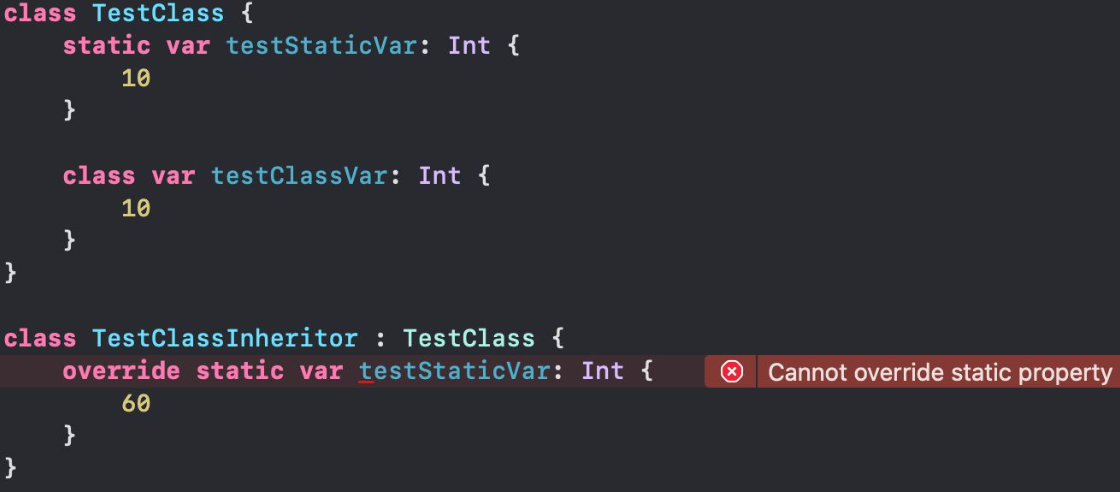 class TestClass {
    static var testStaticVar: Int {
        10
    }

    class var testClassVar: Int {
        10
    }
}

class TestClassInheritor : TestClass {
    override static var testStaticVar: Int { Cannot override static property
        60
    }
}